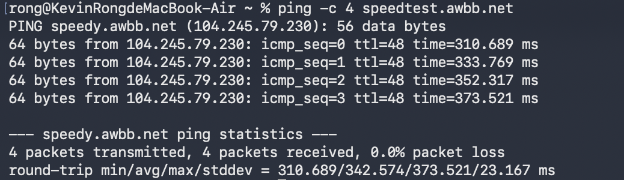 rong@KevinRongdeMacBook-Air ~ % ping -c 4 speedtest.awbb.net
PING speedy.awbb.net (104.245.79.230): 56 data bytes
64 bytes from 104.245.79.230: icmp_seq=0 ttl=48 time=310.689 ms
64 bytes from 104.245.79.230: icmp_seq=1 ttl=48 time=333.769 ms
64 bytes from 104.245.79.230: icmp_seq=2 ttl=48 time=352.317 ms
64 bytes from 104.245.79.230: icmp_seq=3 ttl=48 time=373.521 ms
--- speedy.awbb.net ping statistics ---
4 packets transmitted, 4 packets received, 0.0% packet loss
round-trip min/avg/max/stddev = 310.689/342.574/373.521/23.167 ms